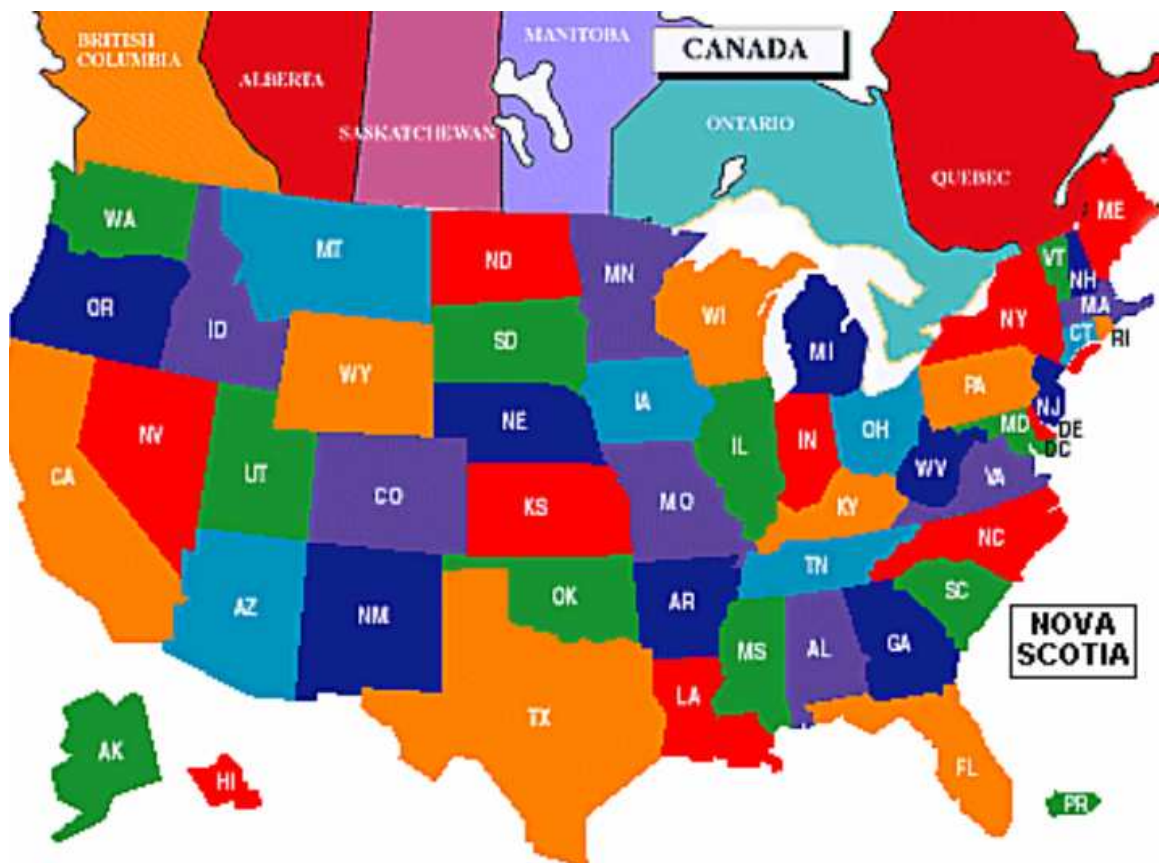 BRITISH
COLUMBIA
ALBERTA
SASKATCHEWAN
MANITOBA
CANADA
ONTARIO
QUEBEC
WA
MT
ND
MN
ME
VT
NH
OR
ID
SD
WI
MI
NY
MA
CT
RI
WY
IA
PA
NJ
NV
NE
IL
IN
OH
MD
DE
DC
CA
UT
CO
KS
MO
WV
VA
KY
NC
TN
AZ
NM
OK
AR
SC
MS
AL
GA
NOVA
SCOTIA
TX
LA
AK
HI
FL
PR